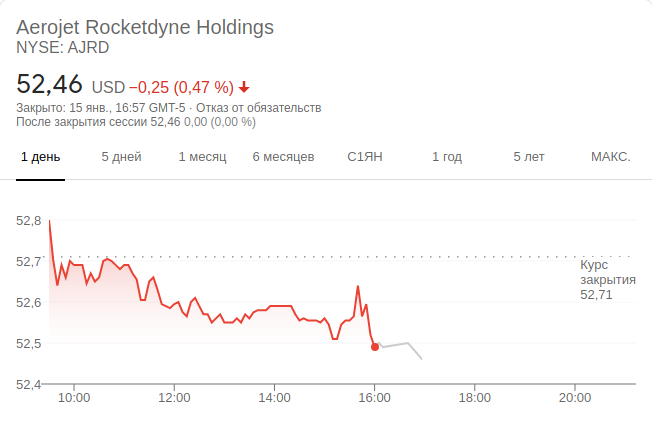 Aerojet Rocketdyne Holdings
NYSE: AJRD
52,46 USD −0,25 (0,47 %)
Закрыто: 15 янв., 16:57 GMT-5 · Отказ от обязательств
После закрытия сессии 52,46 0,00 (0,00 %)
1 день 5 дней 1 месяц 6 месяцев С1ЯН 1 год 5 лет МАКС.
52,8
52,7
52,6
52,5
52,4
Курс
закрытия
52,71
10:00 12:00 14:00 16:00 18:00 20:00